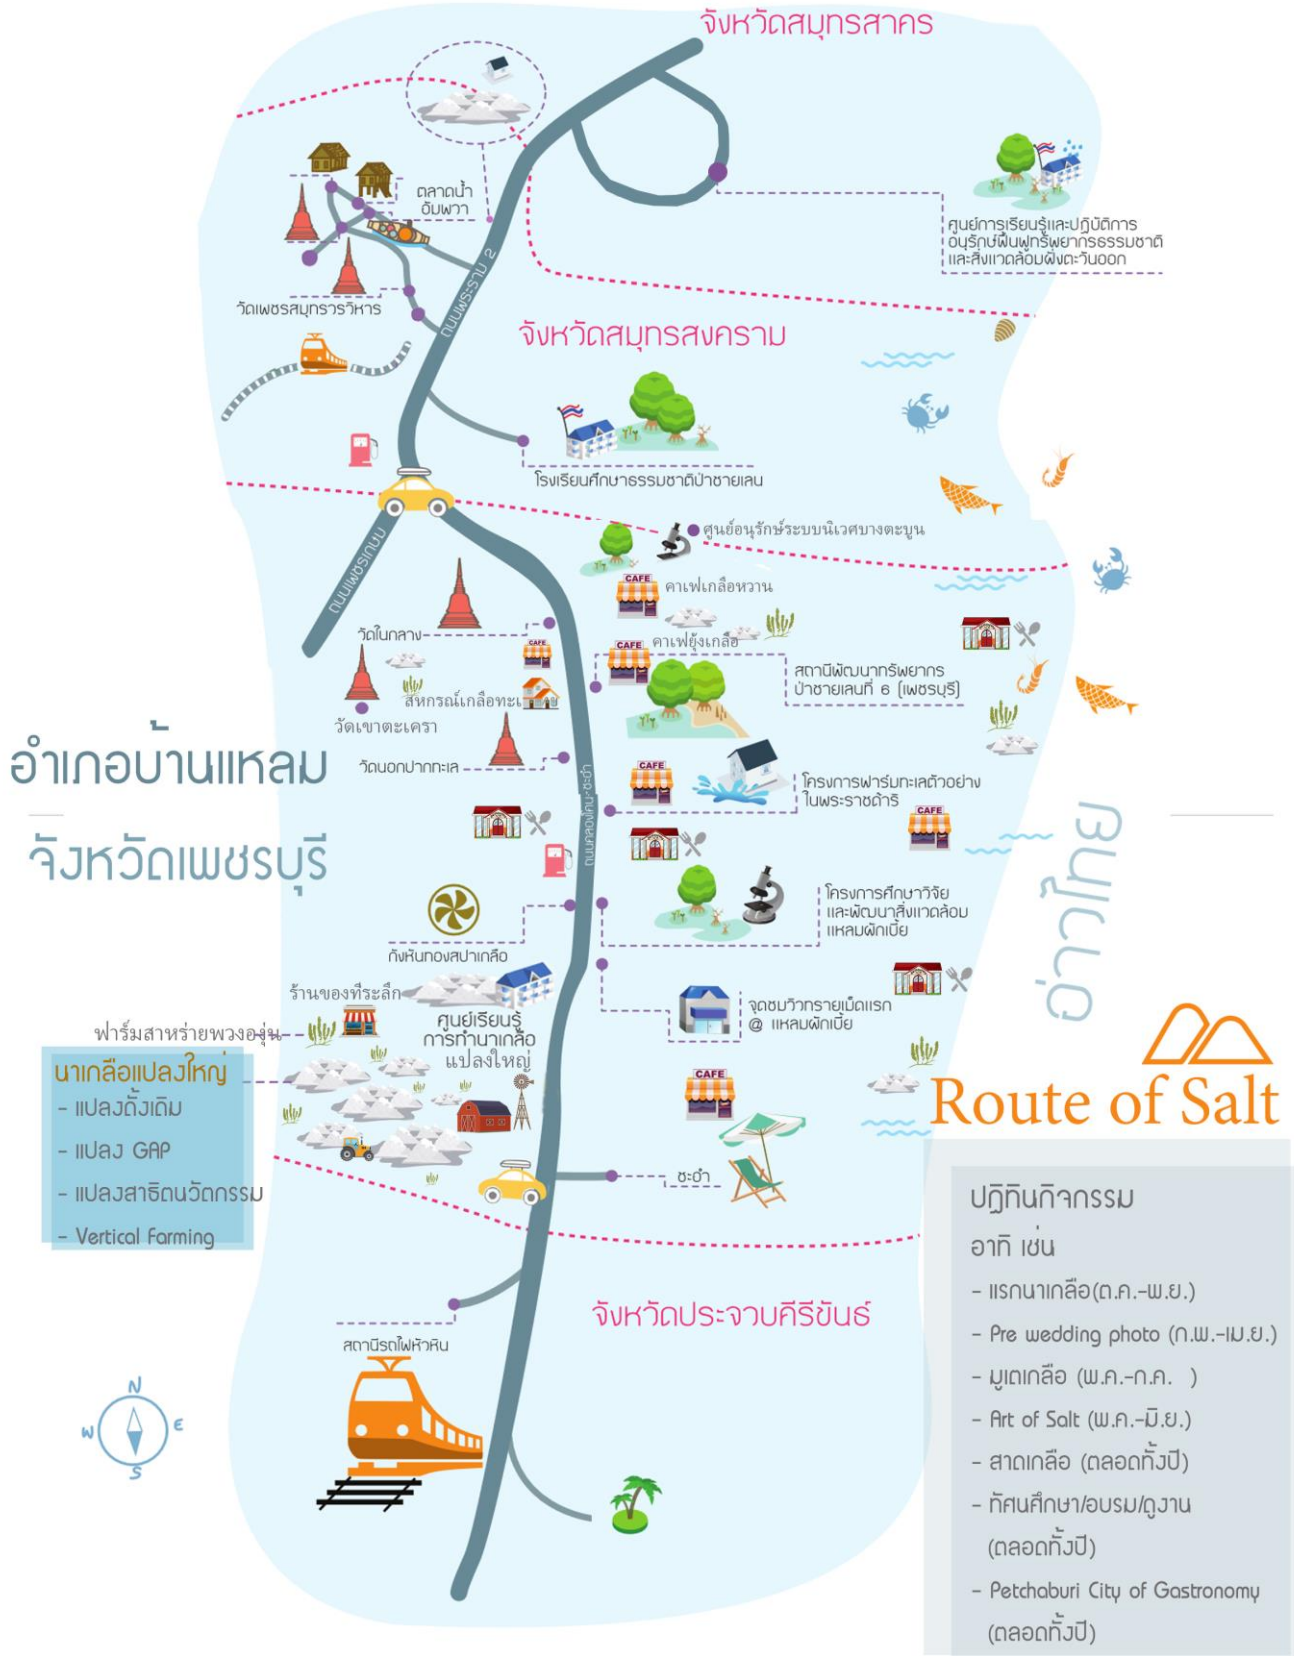 จังหวัดสมุทรสาคร
ตลาดน้ำ
อัมพวา
ศูนย์การเรียนรู้และปฏิบัติการ
อนุรักษ์ฟื้นฟูทรัพยากรธรรมชาติ
และสิ่งแวดล้อมฝั่งตะวันออก
ถนนพระราม 2
วัดเพชรสมุทรวรวิหาร
จังหวัดสมุทรสงคราม
โรงเรียนศึกษาธรรมชาติป่าชายเลน
ศูนย์อนุรักษ์ระบบนิเวศบางตะบูน
ถนนเพชรเกษม
CAFE
คาเฟ่เกลือหวาน
วัดในกลาง
CAFE
CAFE
คาเฟ่ยุ้งเกลือ
สถานีพัฒนาทรัพยากร
ป่าชายเลนที่ 6 (เพชรบุรี)
สหกรณ์เกลือทะเ
วัดเขาตะเครา
อำเภอบ้านแหลม
วัดนอกปากทะเล
CAFE
โครงการฟาร์มทะเลตัวอย่าง
ในพระราชดำริ
ถนนคลองโคน-ชะอำ
CAFE
จังหวัดเพชรบุรี
อ่าวไทย
โครงการศึกษาวิจัย
และพัฒนาสิ่งแวดล้อม
แหลมผักเบี้ย
กังหันทองสปาเกลือ
ร้านของที่ระลึก
จุดชมวิวทรายเม็ดแรก
@ แหลมผักเบี้ย
ศูนย์เรียนรู้
การทำนาเกลือ
แปลงใหญ่
ฟาร์มสาหร่ายพวงองุ่น
นาเกลือแปลงใหญ่
- แปลงดั้งเดิม
- แปลง GAP
- แปลงสาธิตนวัตกรรม
- Vertical Farming
CAFE
Route of Salt
ชะอำ
จังหวัดประจวบคีรีขันธ์
สถานีรถไฟหัวหิน
N
W
E
S
ปฏิทินกิจกรรม
อาทิ เช่น
- แรกนาเกลือ(ต.ค.-พ.ย.)
- Pre wedding photo (ก.พ.-เม.ย.)
- มูเตเกลือ (พ.ค.-ก.ค. )
- Art of Salt (พ.ค.-มิ.ย.)
- สาดเกลือ (ตลอดทั้งปี)
- ทัศนศึกษา/อบรม/ดูงาน
(ตลอดทั้งปี)
- Petchaburi City of Gastronomy
(ตลอดทั้งปี)